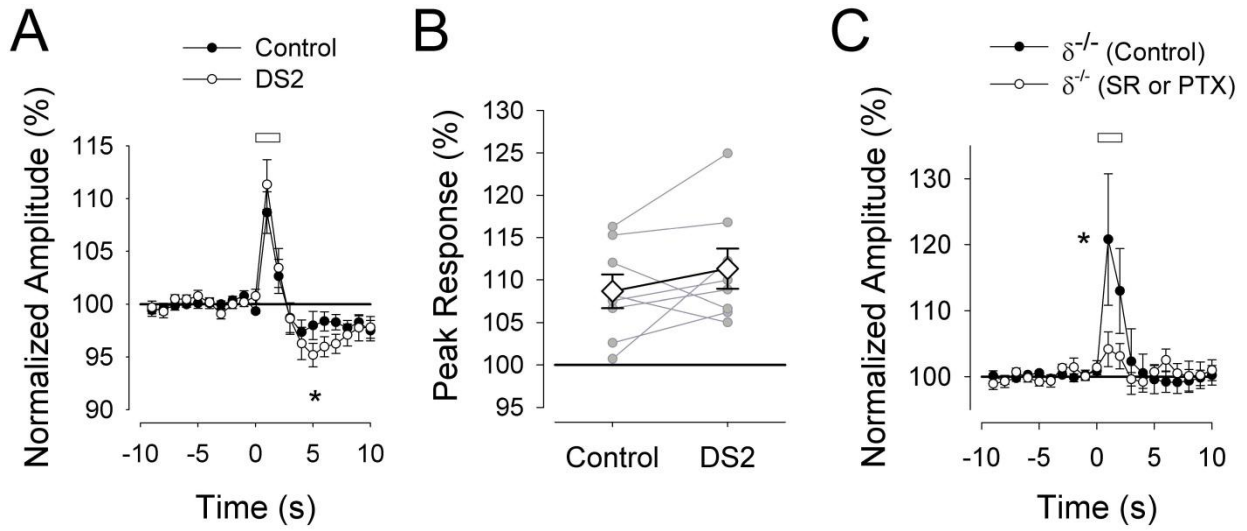 A
Control
DS2
Normalized Amplitude (%)
115
110
105
100
95
90
*
-10
-5
0
5
10
Time (s)
B
Peak Response (%)
130
125
120
115
110
105
100
95
Control
DS2
C
δ-/- (Control)
δ-/- (SR or PTX)
Normalized Amplitude (%)
130
120
110
100
*
-10
-5
0
5
10
Time (s)